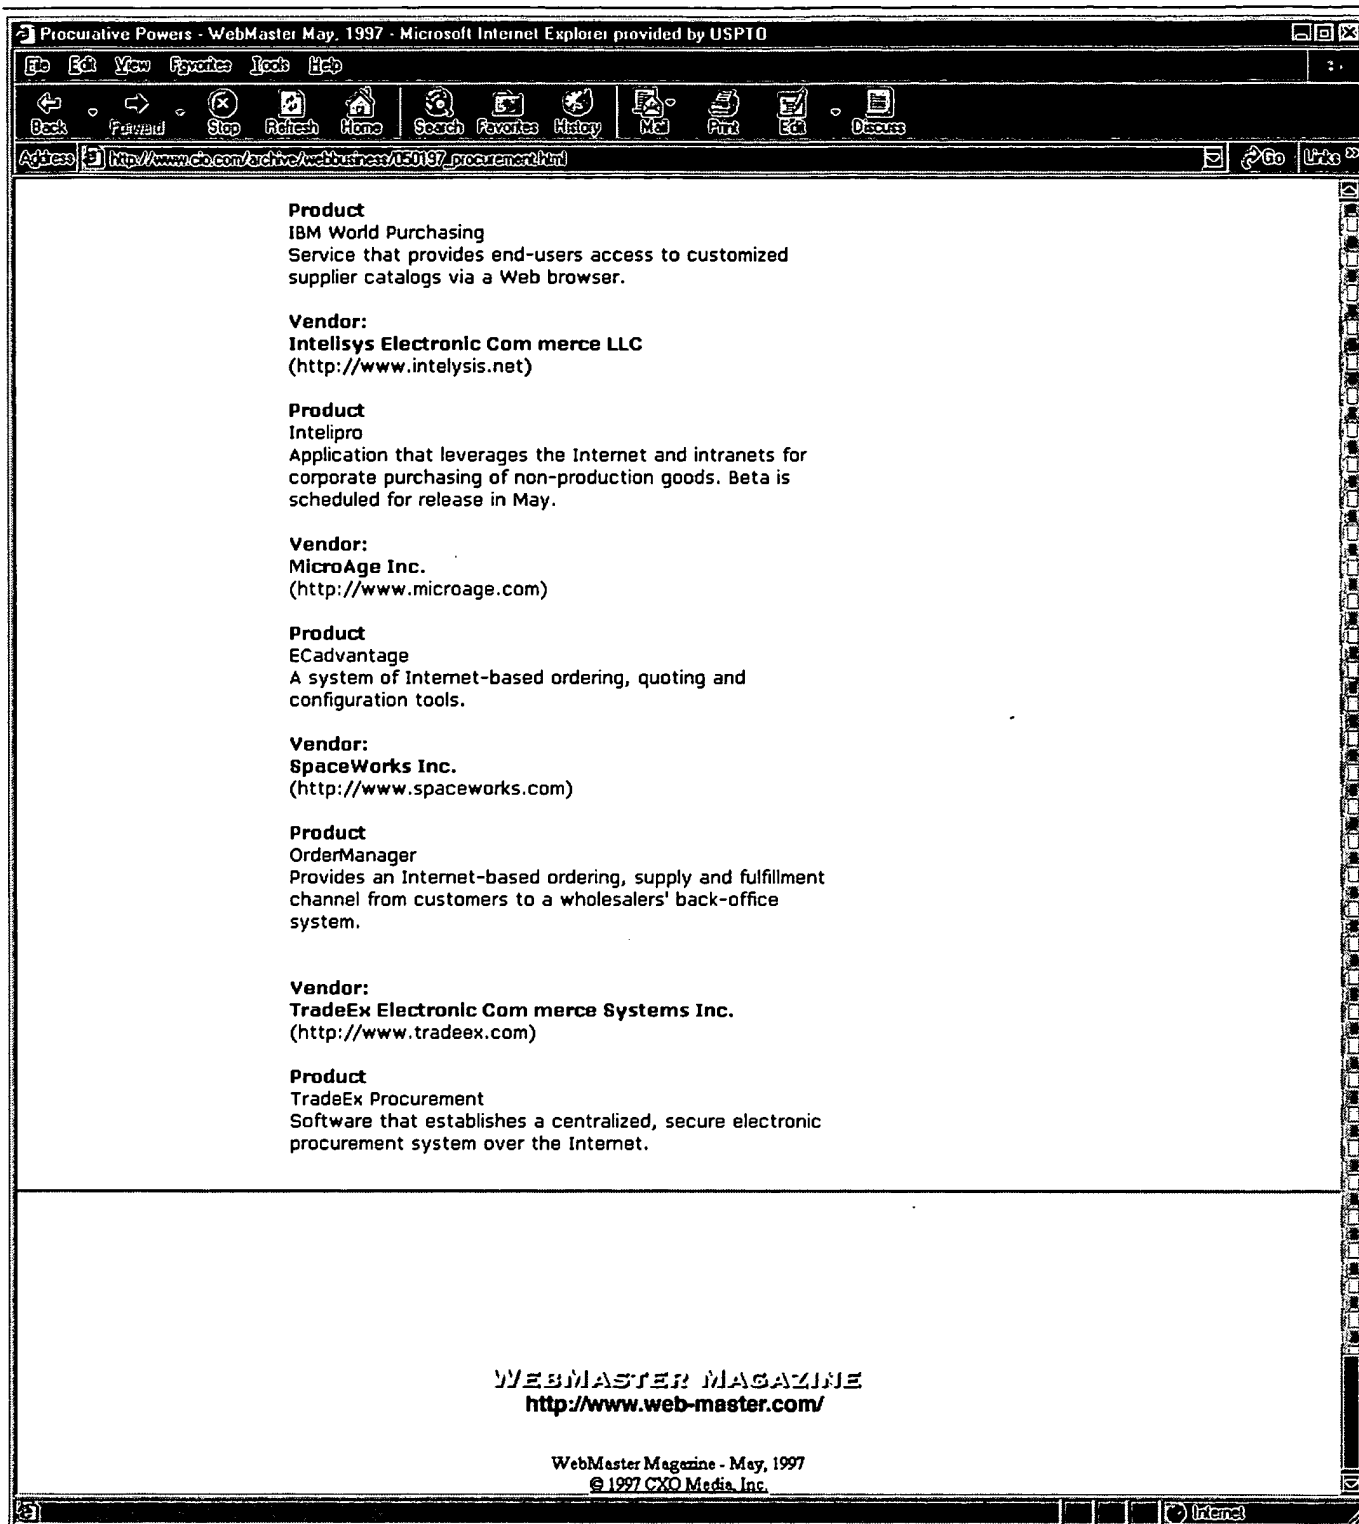 Procurative Powers - WebMaster May, 1997 - Microsoft Internet Explorer provided by USPTO
File Edit View Favorites Tools Help
Back Forward Stop Refresh Home Search Favorites History Mail Print Edit Discuss
Address http://www.cio.com/archive/webbusiness/050197_procurement.html Go Links »
Product
IBM World Purchasing
Service that provides end-users access to customized
supplier catalogs via a Web browser.
Vendor:
Intelisys Electronic Com merce LLC
(http://www.intelysis.net)
Product
Intelipro
Application that leverages the Internet and intranets for
corporate purchasing of non-production goods. Beta is
scheduled for release in May.
Vendor:
MicroAge Inc.
(http://www.microage.com)
Product
ECadvantage
A system of Internet-based ordering, quoting and
configuration tools.
Vendor:
SpaceWorks Inc.
(http://www.spaceworks.com)
Product
OrderManager
Provides an Internet-based ordering, supply and fulfillment
channel from customers to a wholesalers' back-office
system.
Vendor:
TradeEx Electronic Com merce Systems Inc.
(http://www.tradeex.com)
Product
TradeEx Procurement
Software that establishes a centralized, secure electronic
procurement system over the Internet.
WEBMASTER MAGAZINE
http://www.web-master.com/
WebMaster Magazine - May, 1997
© 1997 CXO Media, Inc.
Internet